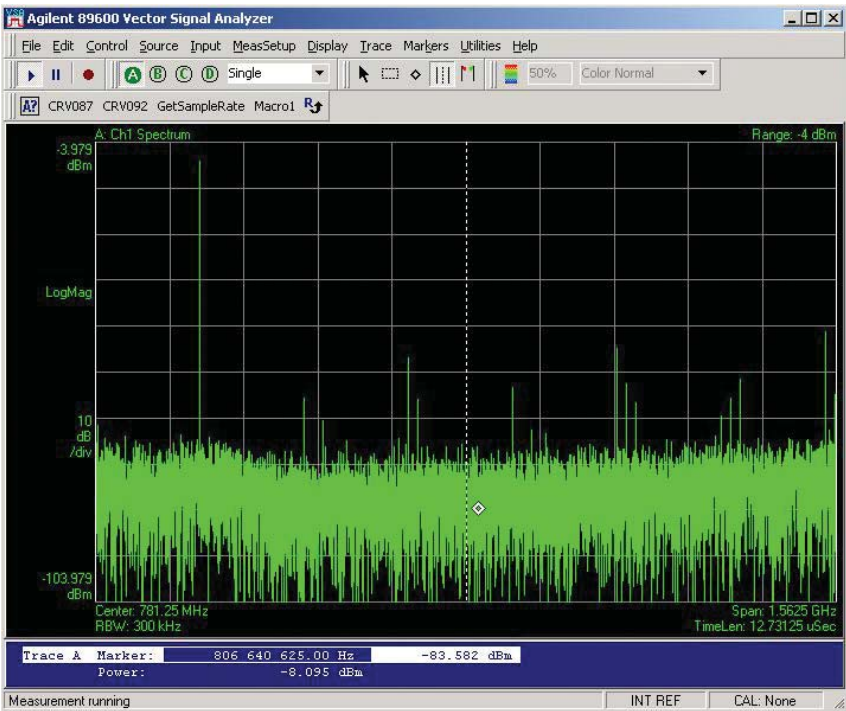 Agilent 89600 Vector Signal Analyzer
File Edit Control Source Input MeasSetup Display Trace Markers Utilities Help
A B C D Single 50% Color Normal
A? CRV087 CRV092 GetSampleRate Macro1 R
A: Ch1 Spectrum Range: -4 dBm
-3.979
dBm
LogMag
10
dB
/div
-103.979
dBm
Center: 781.25 MHz Span: 1.5625 GHz
RBW: 300 kHz TimeLen: 12.73125 uSec
Trace A Marker: 806 640 625.00 Hz -83.582 dBm
Power: -8.095 dBm
Measurement running INT REF CAL: None